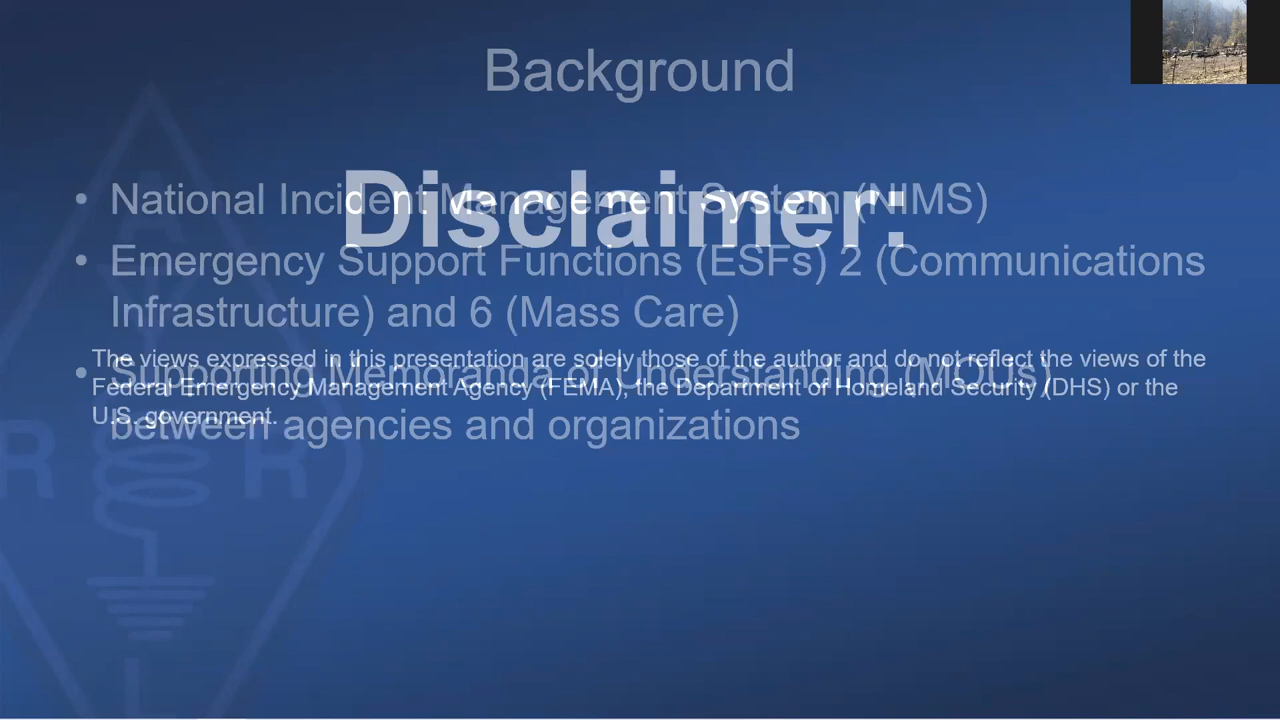 Background
Disclaimer:
• National Incident Management System (NIMS)
• Emergency Support Functions (ESFs) 2 (Communications
Infrastructure) and 6 (Mass Care)
• Supporting Memoranda of Understanding (MOUs)
between agencies and organizations
The views expressed in this presentation are solely those of the author and do not reflect the views of the
Federal Emergency Management Agency (FEMA), the Department of Homeland Security (DHS) or the
U.S. government.
A
R R
L